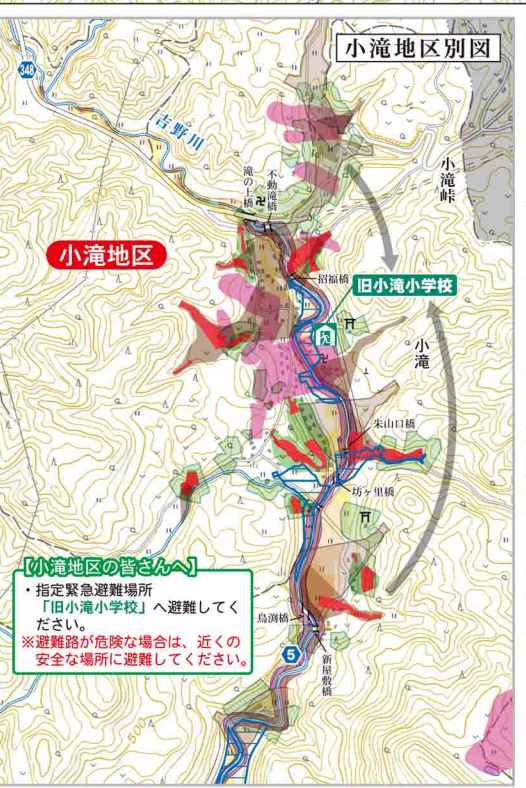 小滝地区別図
348
吉野川
小滝峠
滝の上橋
不動滝橋
小滝地区
招福橋
旧小滝小学校
小滝
朱山口橋
坊ヶ里橋
【小滝地区の皆さんへ】
・指定緊急避難場所
「旧小滝小学校」へ避難してく
ださい。
※避難路が危険な場合は、近くの
安全な場所に避難してください。
烏渕橋
5
新屋敷橋
500